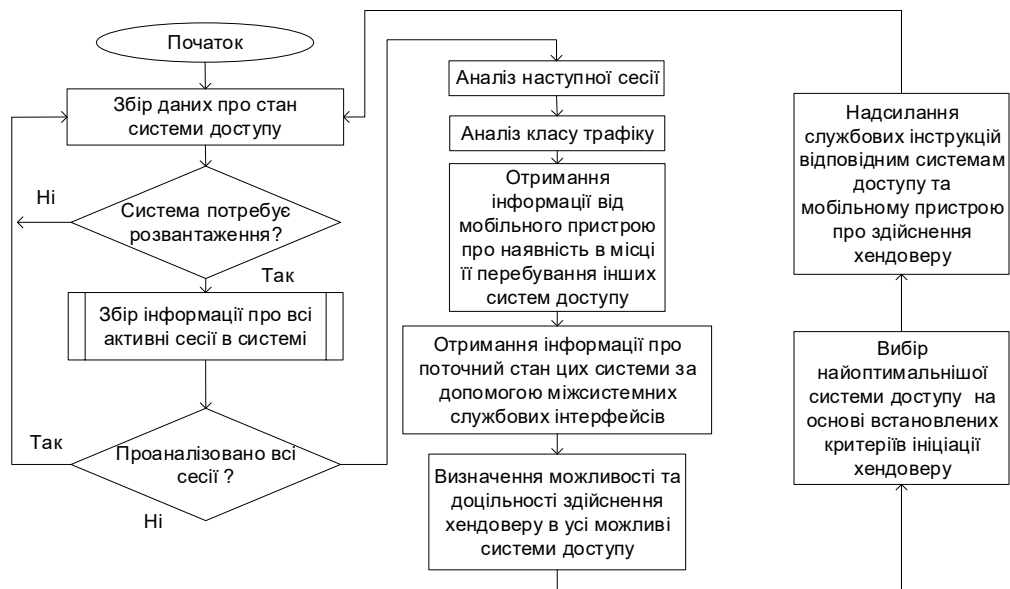 Початок
Збір даних про стан
системи доступу
Ні
Система потребує
розвантаження?
Так
Збір інформації про всі
активні сесії в системі
Так
Проаналізовано всі
сесії ?
Ні
Аналіз наступної сесії
Аналіз класу трафіку
Отримання
інформації від
мобільного пристрою
про наявність в місці
її перебування інших
систем доступу
Отримання інформації про
поточний стан цих системи за
допомогою міжсистемних
службових інтерфейсів
Визначення можливості та
доцільності здійснення
хендоверу в усі можливі
системи доступу
Надсилання
службових інструкцій
відповідним системам
доступу та
мобільному пристрою
про здійснення
хендоверу
Вибір
найоптимальнішої
системи доступу на
основі встановлених
критеріїв ініціації
хендоверу